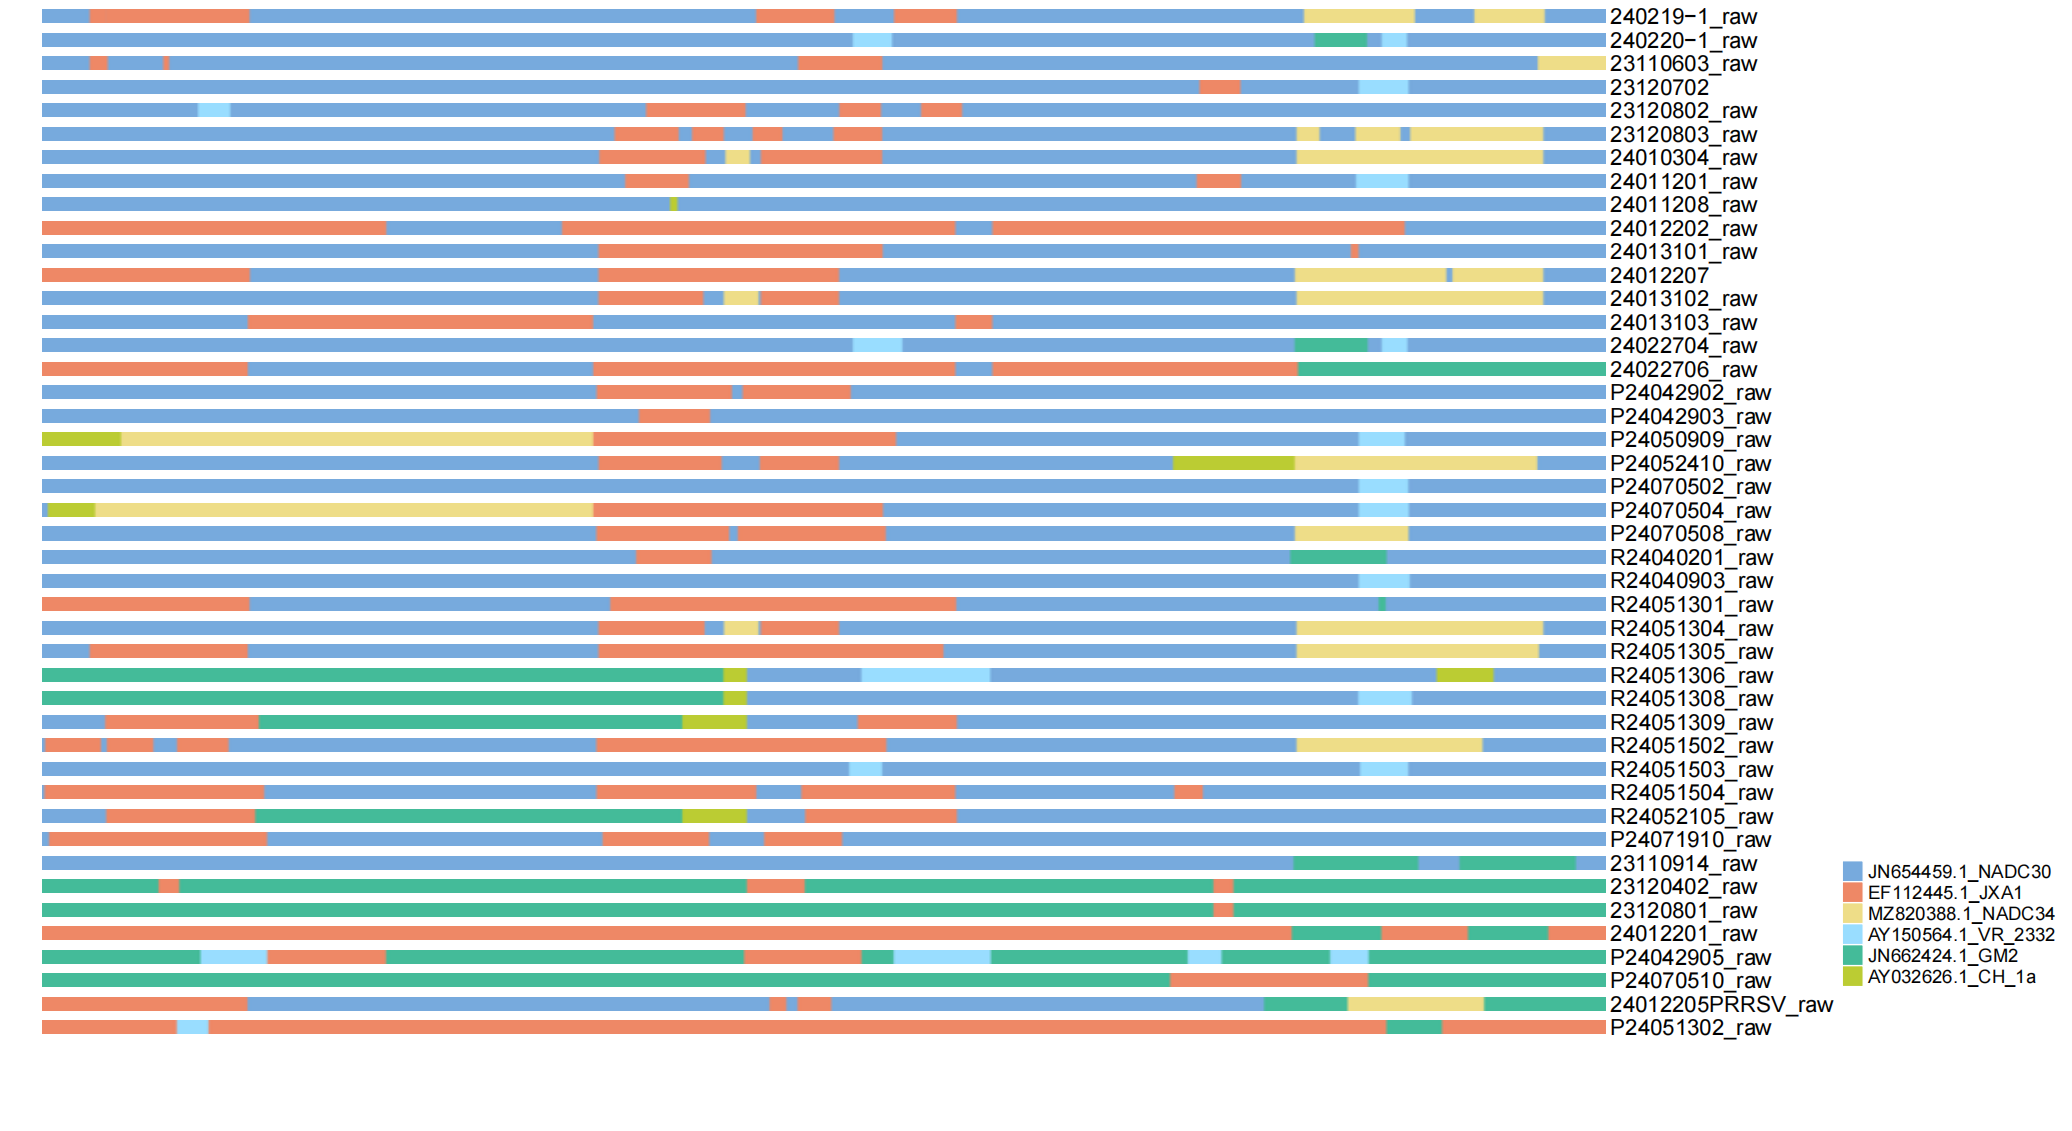 240219−1_raw
240220−1_raw
23110603_raw
23120702
23120802_raw
23120803_raw
24010304_raw
24011201_raw
24011208_raw
24012202_raw
24013101_raw
24012207
24013102_raw
24013103_raw
24022704_raw
24022706_raw
P24042902_raw
P24042903_raw
P24050909_raw
P24052410_raw
P24070502_raw
P24070504_raw
P24070508_raw
R24040201_raw
R24040903_raw
R24051301_raw
R24051304_raw
R24051305_raw
R24051306_raw
R24051308_raw
R24051309_raw
R24051502_raw
R24051503_raw
R24051504_raw
R24052105_raw
P24071910_raw
23110914_raw
23120402_raw
23120801_raw
24012201_raw
P24042905_raw
P24070510_raw
24012205PRRSV_raw
P24051302_raw
JN654459.1_NADC30
EF112445.1_JXA1
MZ820388.1_NADC34
AY150564.1_VR_2332
JN662424.1_GM2
AY032626.1_CH_1a